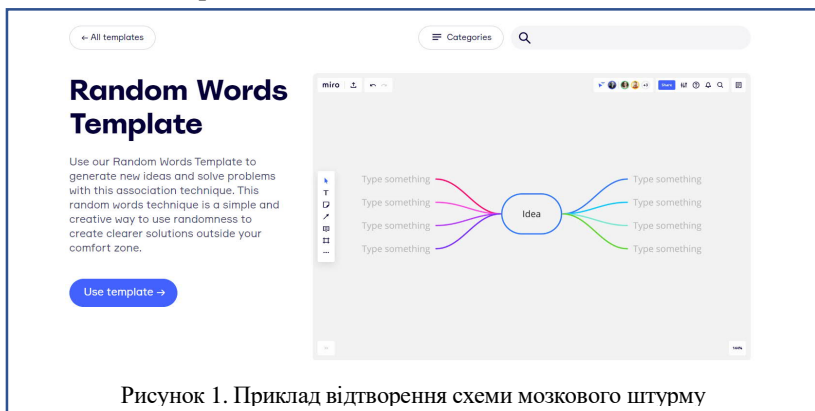 ← All templates
Categories
Random Words
Template
Use our Random Words Template to
generate new ideas and solve problems
with this association technique. This
random words technique is a simple and
creative way to use randomness to
create clearer solutions outside your
comfort zone.
Use template →
miro
Share
Type something
Type something
Type something
Type something
Idea
Type something
Type something
Type something
Type something
Рисунок 1. Приклад відтворення схеми мозкового штурму